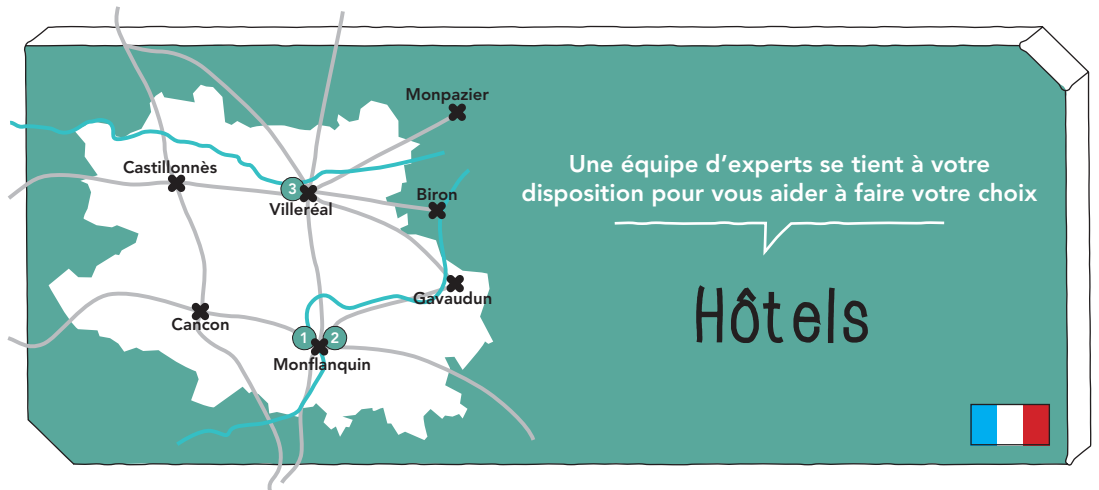 Monpazier
Castillonnès
3
Villeréal
Biron
Gavaudun
Cancon
1
2
Monflanquin
Une équipe d'experts se tient à votre
disposition pour vous aider à faire votre choix
Hôtels